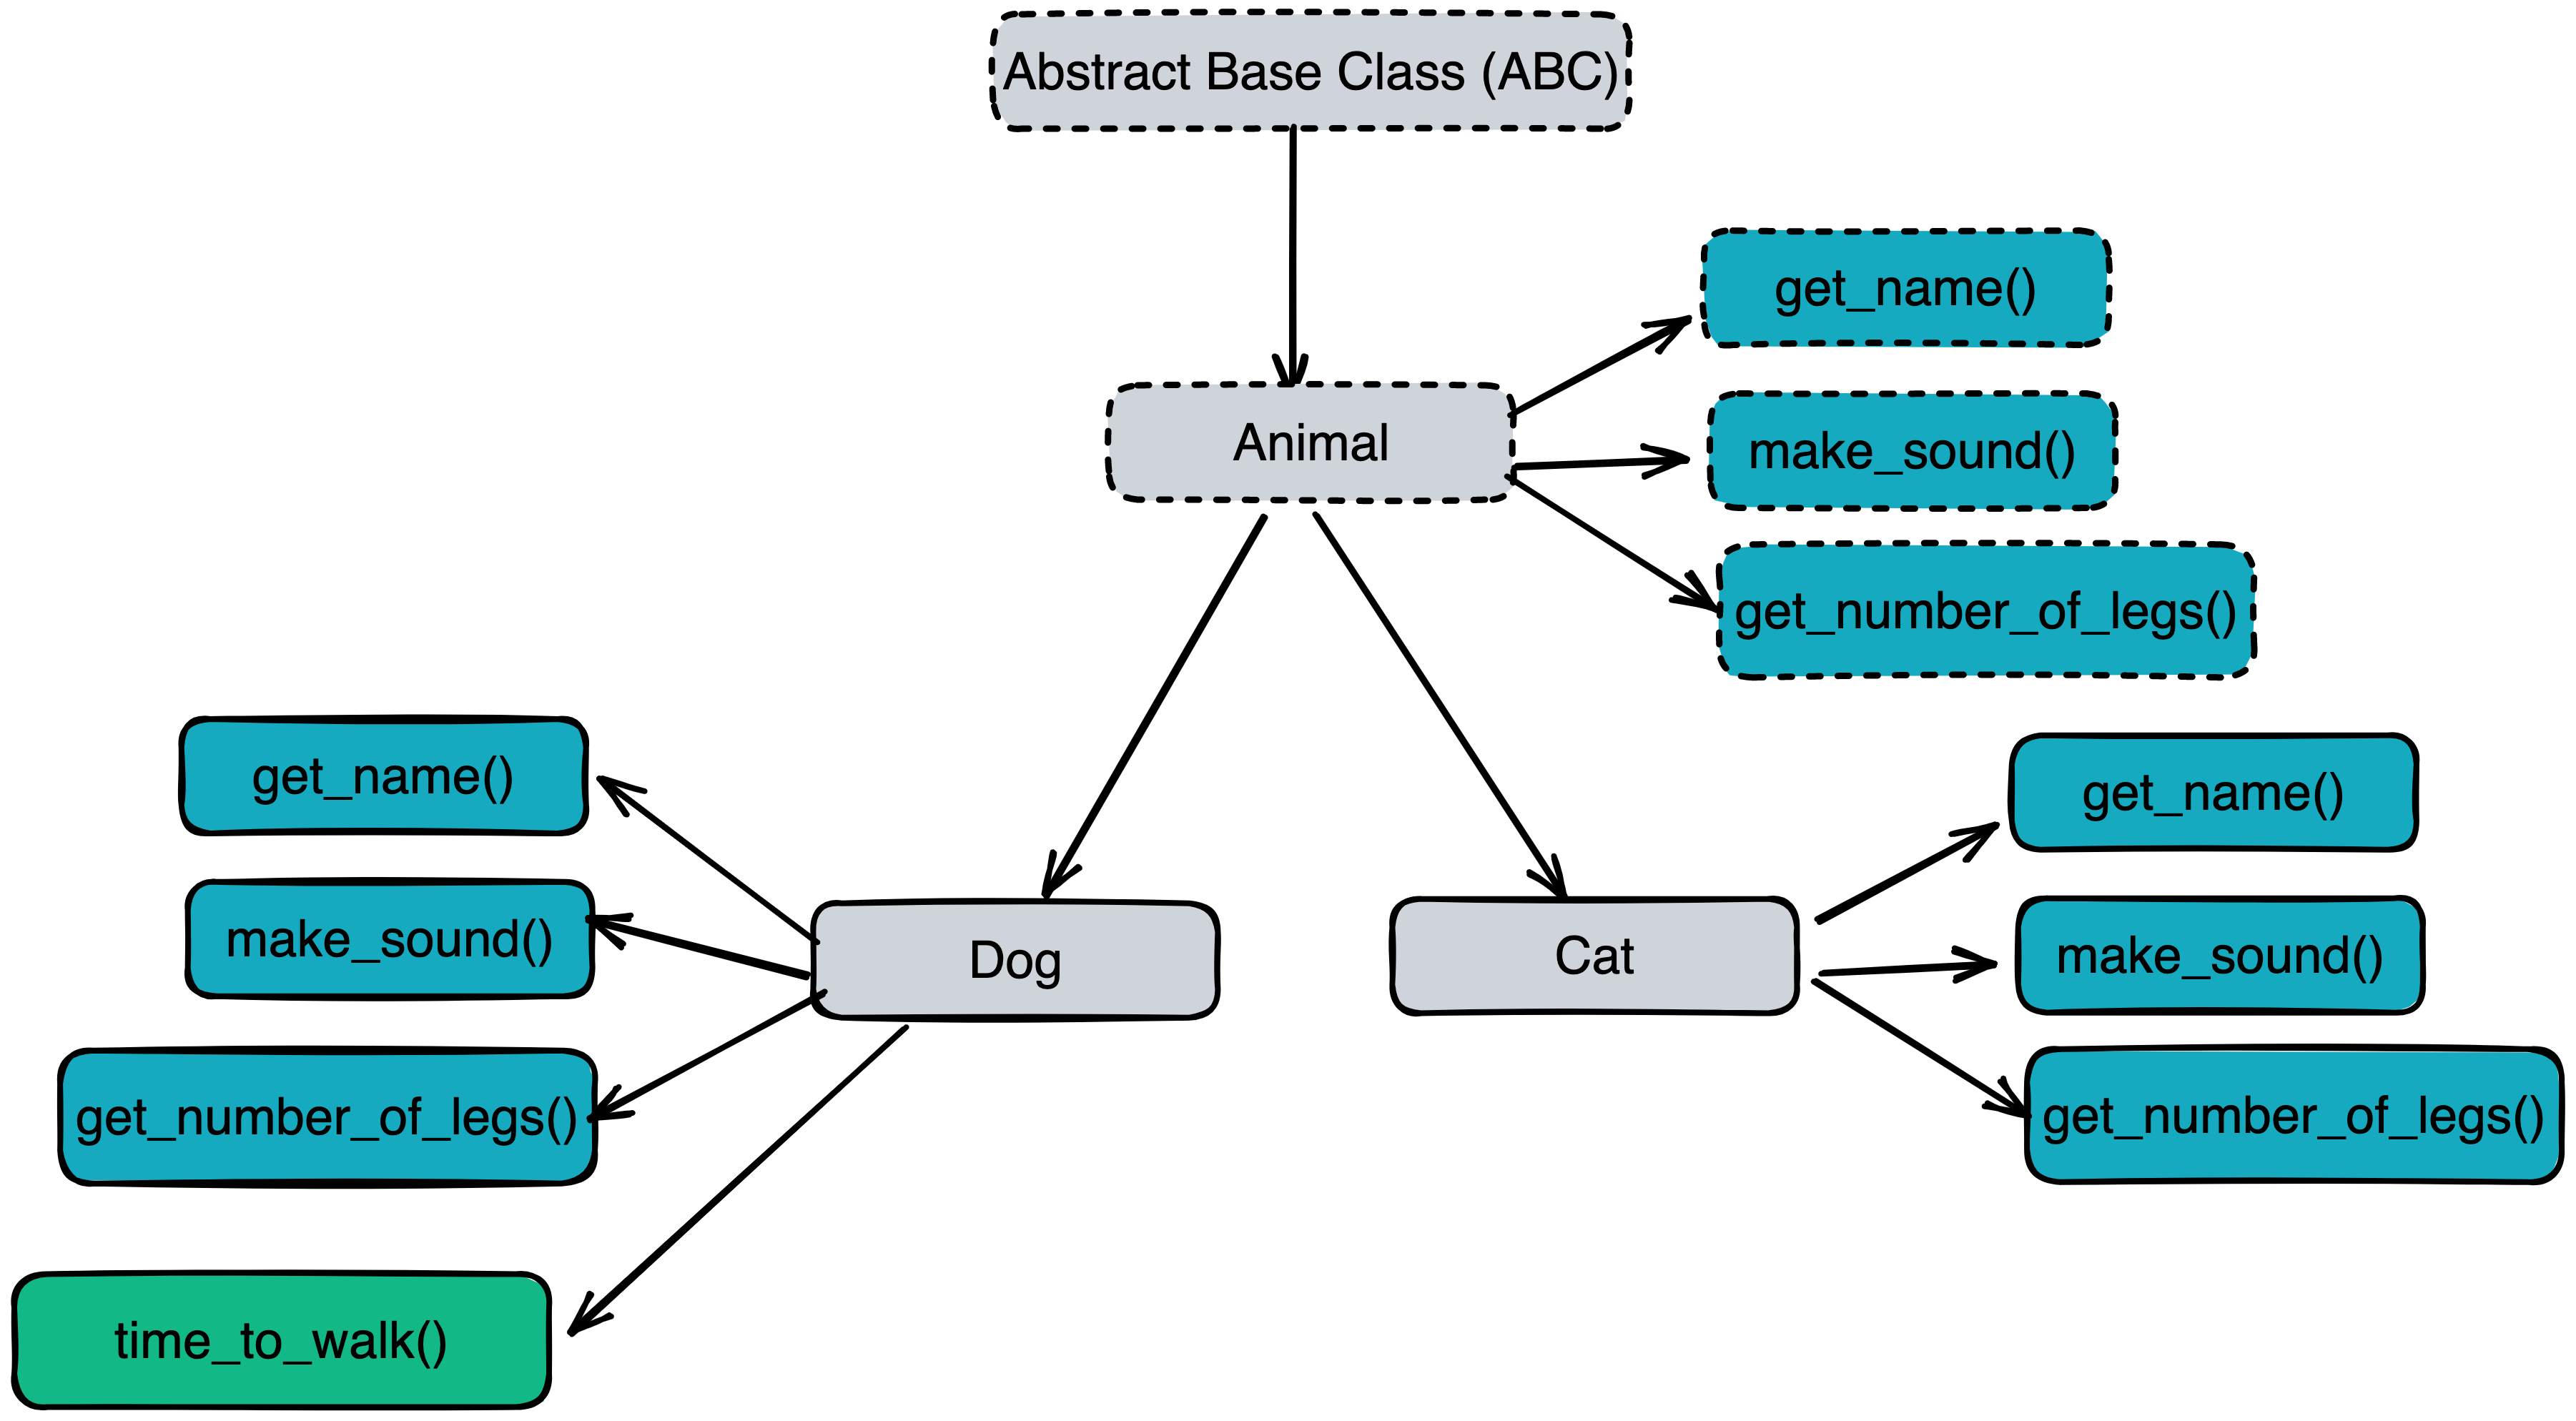 Abstract Base Class (ABC)
get_name()
Animal
make_sound()
get_number_of_legs()
get_name()
make_sound()
get_number_of_legs()
time_to_walk()
Dog
Cat
get_name()
make_sound()
get_number_of_legs()